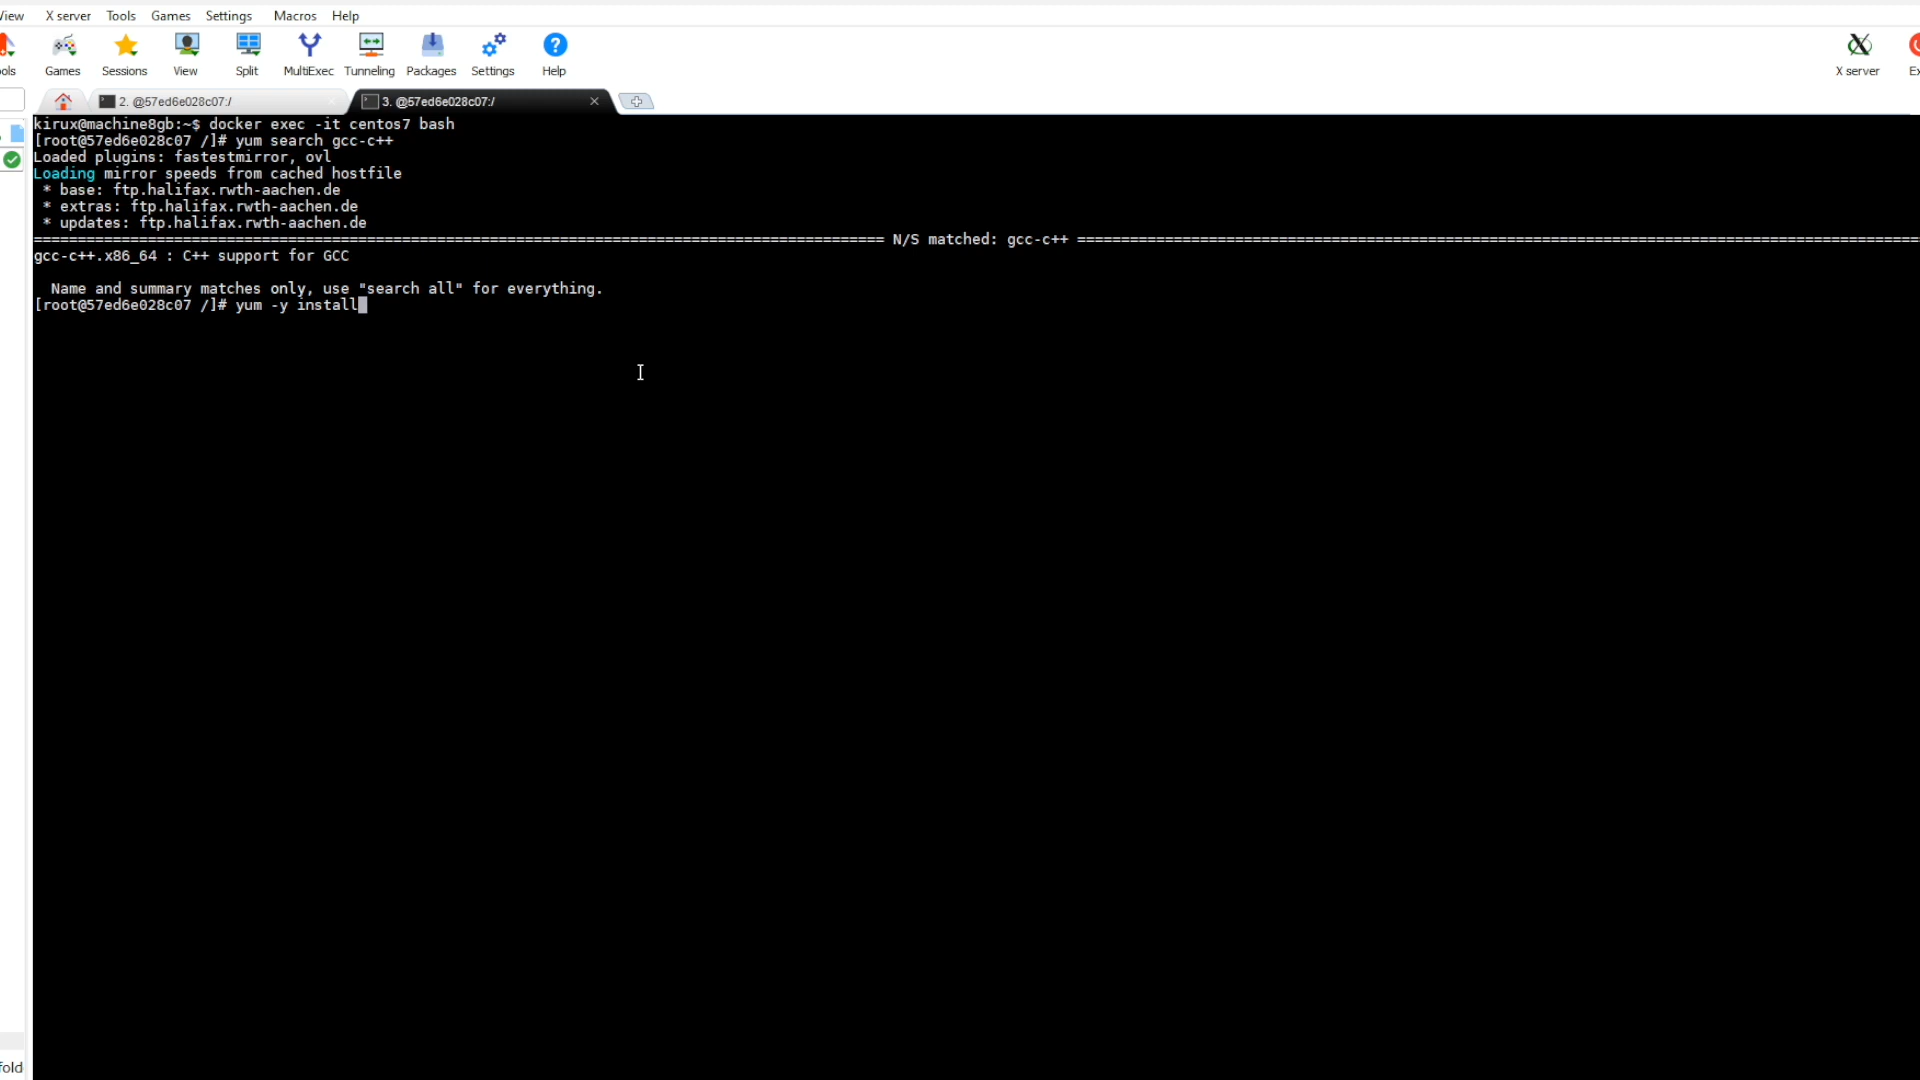 X server Tools Games Settings Macros Help
Games Sessions View Split MultiExec Tunneling Packages Settings Help X server
2. @57ed6e028c07:/ 3. @57ed6e028c07:/
kirux@machine8gb:~$ docker exec -it centos7 bash
[root@57ed6e028c07 /]# yum search gcc-c++
Loaded plugins: fastestmirror, ovl
Loading mirror speeds from cached hostfile
* base: ftp.halifax.rwth-aachen.de
* extras: ftp.halifax.rwth-aachen.de
* updates: ftp.halifax.rwth-aachen.de
N/S matched: gcc-c++
gcc-c++.x86_64 : C++ support for GCC
Name and summary matches only, use "search all" for everything.
[root@57ed6e028c07 /]# yum -y install